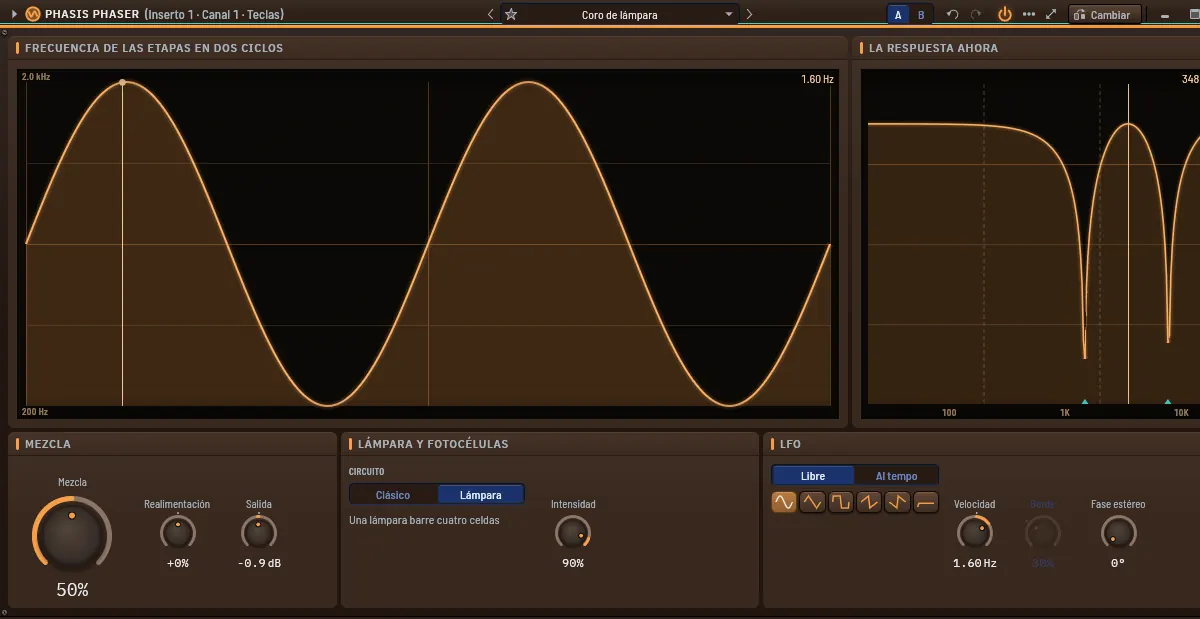 PHASIS PHASER (Inserto 1 · Canal 1 · Teclas)
Coro de lámpara
A B
Cambiar
FRECUENCIA DE LAS ETAPAS EN DOS CICLOS
2.0 kHz
1.60 Hz
200 Hz
LA RESPUESTA AHORA
348
100 1K 10K
MEZCLA
Mezcla
50%
Realimentación
+0%
Salida
-0.9 dB
LÁMPARA Y FOTOCÉLULAS
CIRCUITO
Clásico Lámpara
Una lámpara barre cuatro celdas
Intensidad
90%
LFO
Libre Al tempo
Velocidad
1.60 Hz
30%
Fase estéreo
0°